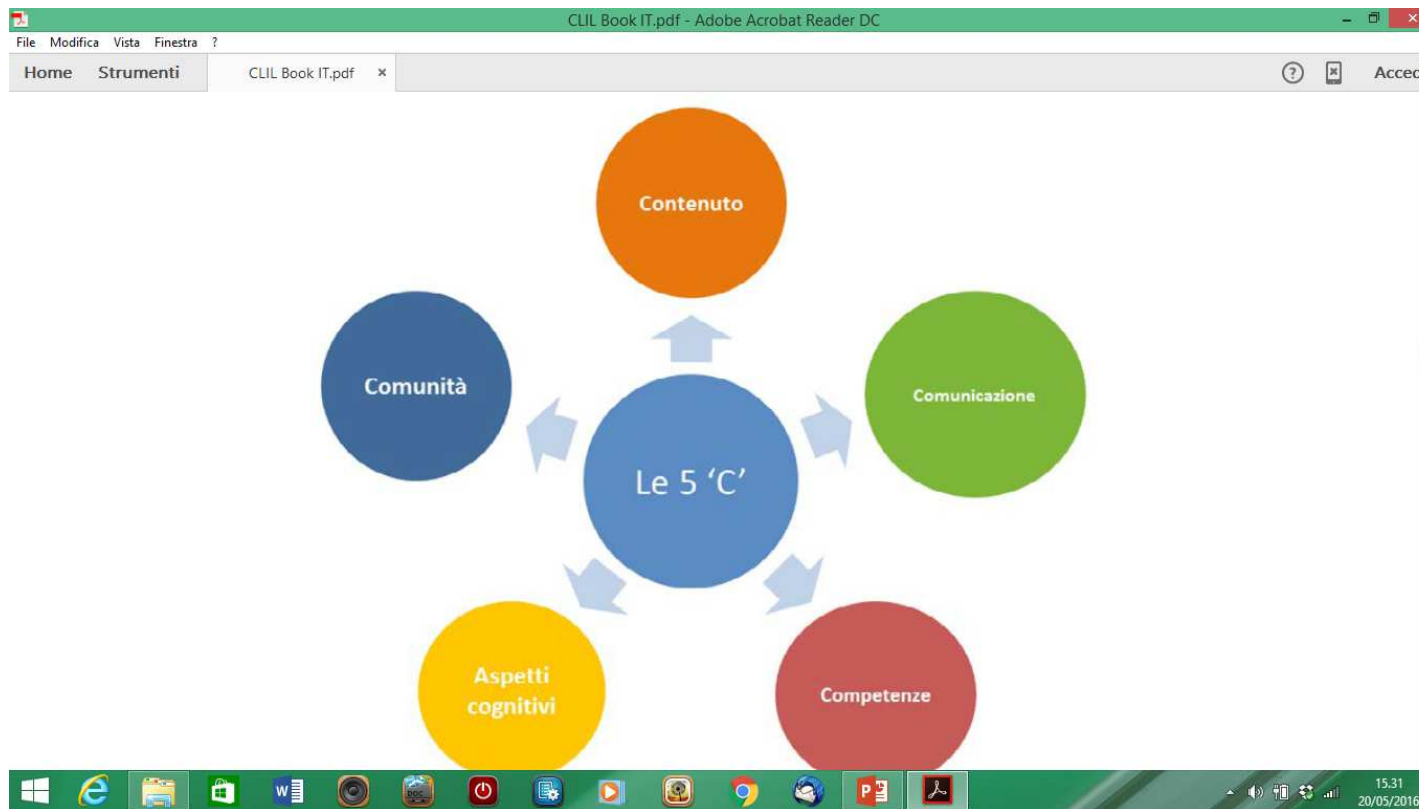 CLIL Book IT.pdf - Adobe Acrobat Reader DC
File Modifica Vista Finestra ?
Home Strumenti CLIL Book IT.pdf × ? Acced
Contenuto
Comunità
Comunicazione
Le 5 ‘C’
Aspetti
cognitivi
Competenze
15.31
20/05/2016